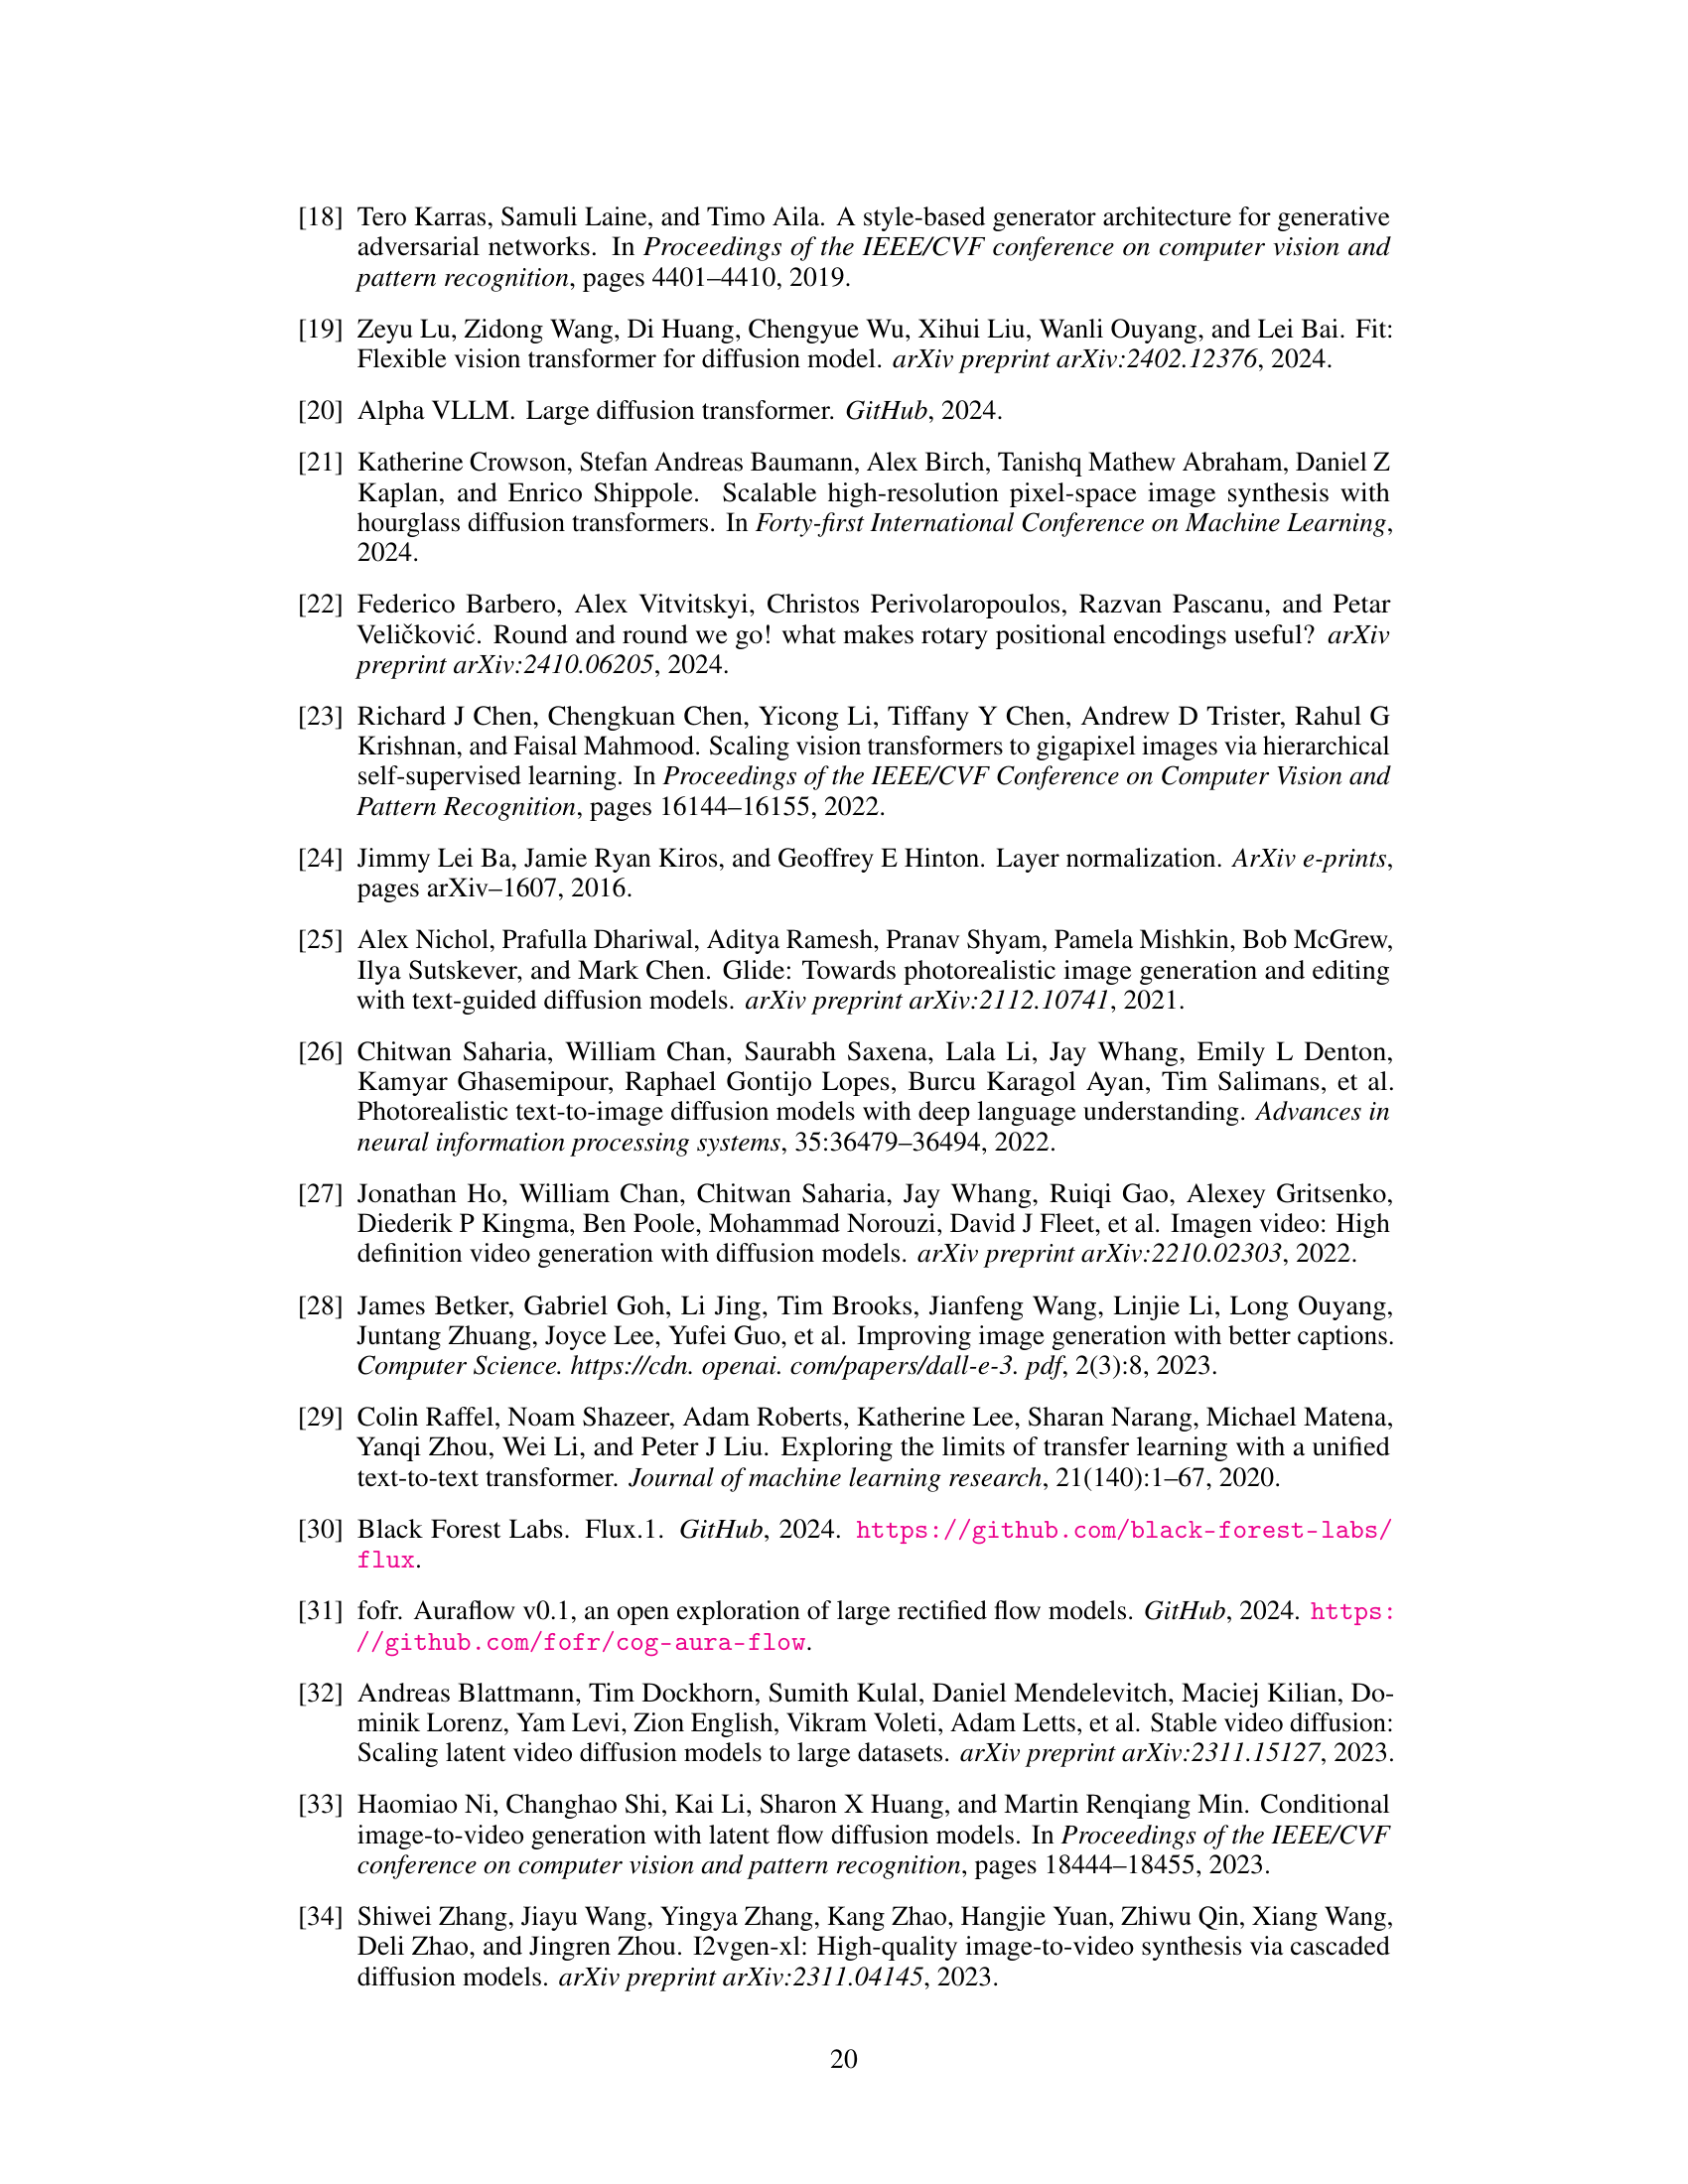 [18] Tero Karras, Samuli Laine, and Timo Aila. A style-based generator architecture for generative
adversarial networks. In Proceedings of the IEEE/CVF conference on computer vision and
pattern recognition, pages 4401–4410, 2019.
[19] Zeyu Lu, Zidong Wang, Di Huang, Chengyue Wu, Xihui Liu, Wanli Ouyang, and Lei Bai. Fit:
Flexible vision transformer for diffusion model. arXiv preprint arXiv:2402.12376, 2024.
[20] Alpha VLLM. Large diffusion transformer. GitHub, 2024.
[21] Katherine Crowson, Stefan Andreas Baumann, Alex Birch, Tanishq Mathew Abraham, Daniel Z
Kaplan, and Enrico Shippole. Scalable high-resolution pixel-space image synthesis with
hourglass diffusion transformers. In Forty-first International Conference on Machine Learning,
2024.
[22] Federico Barbero, Alex Vitvitskyi, Christos Perivolaropoulos, Razvan Pascanu, and Petar
Veličković. Round and round we go! what makes rotary positional encodings useful? arXiv
preprint arXiv:2410.06205, 2024.
[23] Richard J Chen, Chengkuan Chen, Yicong Li, Tiffany Y Chen, Andrew D Trister, Rahul G
Krishnan, and Faisal Mahmood. Scaling vision transformers to gigapixel images via hierarchical
self-supervised learning. In Proceedings of the IEEE/CVF Conference on Computer Vision and
Pattern Recognition, pages 16144–16155, 2022.
[24] Jimmy Lei Ba, Jamie Ryan Kiros, and Geoffrey E Hinton. Layer normalization. ArXiv e-prints,
pages arXiv–1607, 2016.
[25] Alex Nichol, Prafulla Dhariwal, Aditya Ramesh, Pranav Shyam, Pamela Mishkin, Bob McGrew,
Ilya Sutskever, and Mark Chen. Glide: Towards photorealistic image generation and editing
with text-guided diffusion models. arXiv preprint arXiv:2112.10741, 2021.
[26] Chitwan Saharia, William Chan, Saurabh Saxena, Lala Li, Jay Whang, Emily L Denton,
Kamyar Ghasemipour, Raphael Gontijo Lopes, Burcu Karagol Ayan, Tim Salimans, et al.
Photorealistic text-to-image diffusion models with deep language understanding. Advances in
neural information processing systems, 35:36479–36494, 2022.
[27] Jonathan Ho, William Chan, Chitwan Saharia, Jay Whang, Ruiqi Gao, Alexey Gritsenko,
Diederik P Kingma, Ben Poole, Mohammad Norouzi, David J Fleet, et al. Imagen video: High
definition video generation with diffusion models. arXiv preprint arXiv:2210.02303, 2022.
[28] James Betker, Gabriel Goh, Li Jing, Tim Brooks, Jianfeng Wang, Linjie Li, Long Ouyang,
Juntang Zhuang, Joyce Lee, Yufei Guo, et al. Improving image generation with better captions.
Computer Science. https://cdn. openai. com/papers/dall-e-3. pdf, 2(3):8, 2023.
[29] Colin Raffel, Noam Shazeer, Adam Roberts, Katherine Lee, Sharan Narang, Michael Matena,
Yanqi Zhou, Wei Li, and Peter J Liu. Exploring the limits of transfer learning with a unified
text-to-text transformer. Journal of machine learning research, 21(140):1–67, 2020.
[30] Black Forest Labs. Flux.1. GitHub, 2024. https://github.com/black-forest-labs/
flux.
[31] fofr. Auraflow v0.1, an open exploration of large rectified flow models. GitHub, 2024. https:
//github.com/fofr/cog-aura-flow.
[32] Andreas Blattmann, Tim Dockhorn, Sumith Kulal, Daniel Mendelevitch, Maciej Kilian, Do-
minik Lorenz, Yam Levi, Zion English, Vikram Voleti, Adam Letts, et al. Stable video diffusion:
Scaling latent video diffusion models to large datasets. arXiv preprint arXiv:2311.15127, 2023.
[33] Haomiao Ni, Changhao Shi, Kai Li, Sharon X Huang, and Martin Renqiang Min. Conditional
image-to-video generation with latent flow diffusion models. In Proceedings of the IEEE/CVF
conference on computer vision and pattern recognition, pages 18444–18455, 2023.
[34] Shiwei Zhang, Jiayu Wang, Yingya Zhang, Kang Zhao, Hangjie Yuan, Zhiwu Qin, Xiang Wang,
Deli Zhao, and Jingren Zhou. I2vgen-xl: High-quality image-to-video synthesis via cascaded
diffusion models. arXiv preprint arXiv:2311.04145, 2023.
20